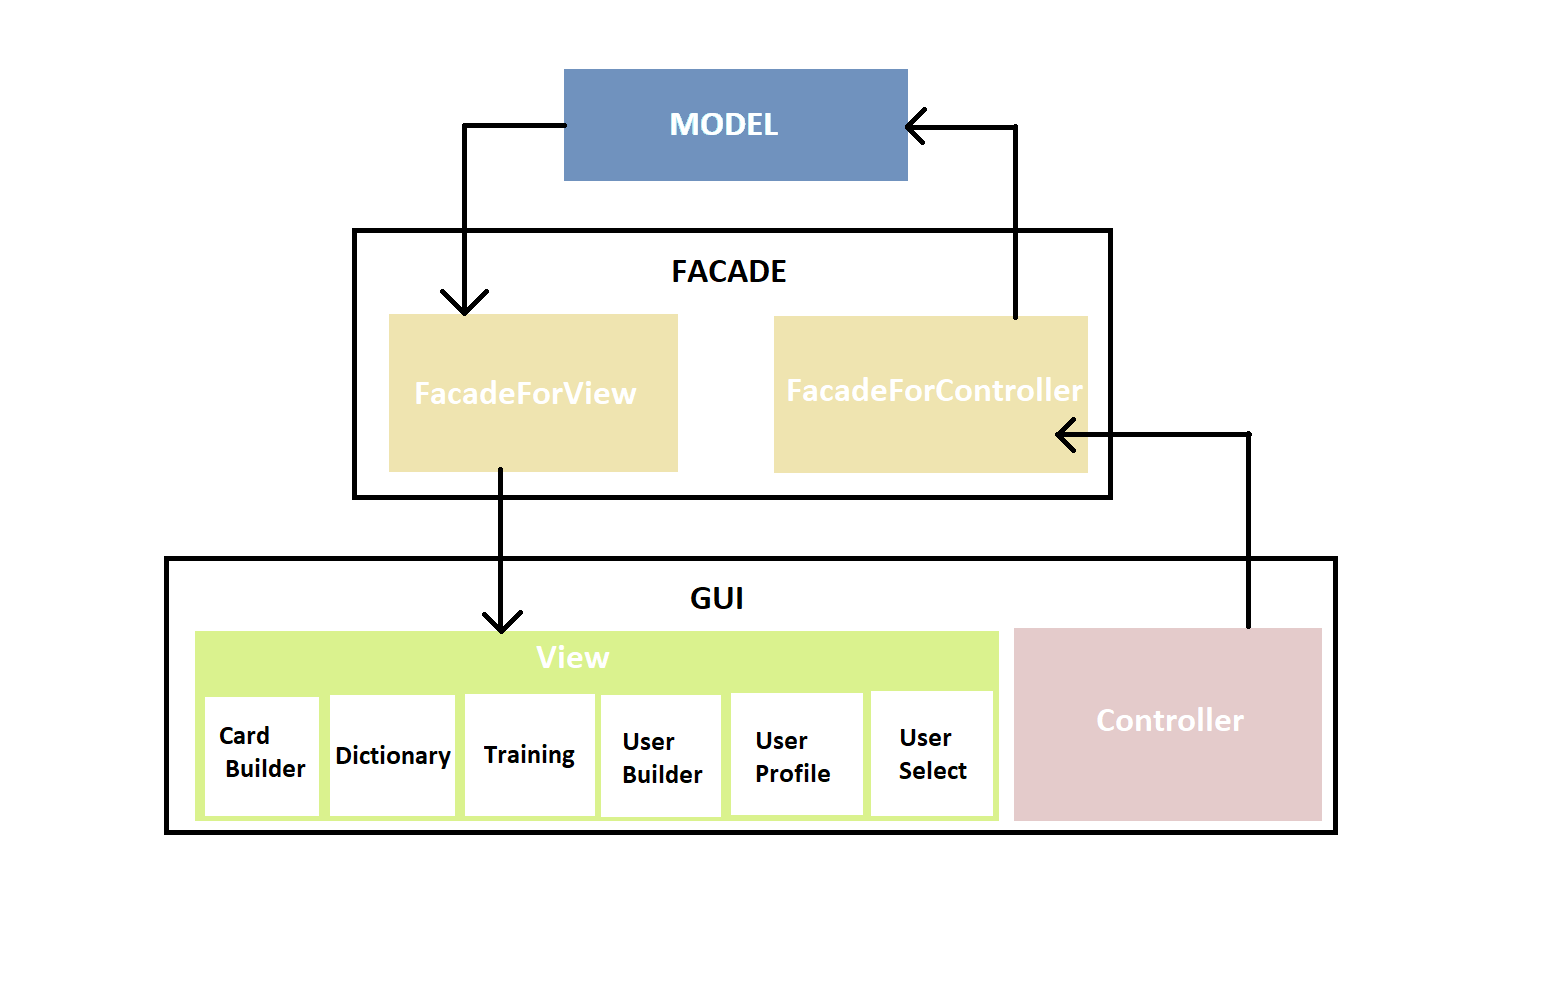 MODEL
FACADE
FacadeForView
FacadeForController
GUI
View
Card
Builder
Dictionary
Training
User
Builder
User
Profile
User
Select
Controller